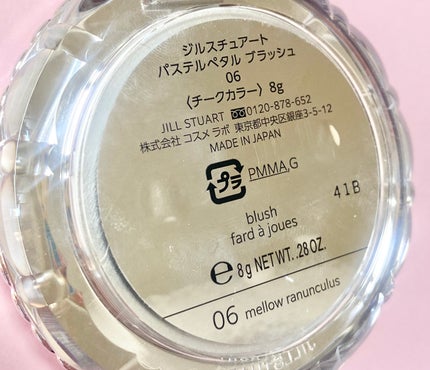 ジルスチュアート
パステルペタル ブラッシュ
06
〈チークカラー〉 8g
JILL STUART 0120-878-652
株式会社 コスメ ラボ 東京都中央区銀座3-5-12
MADE IN JAPAN
プラ PMMA,G
41B
blush
fard à joues
e 8g NET WT. .28 OZ.
06 mellow ranunculus